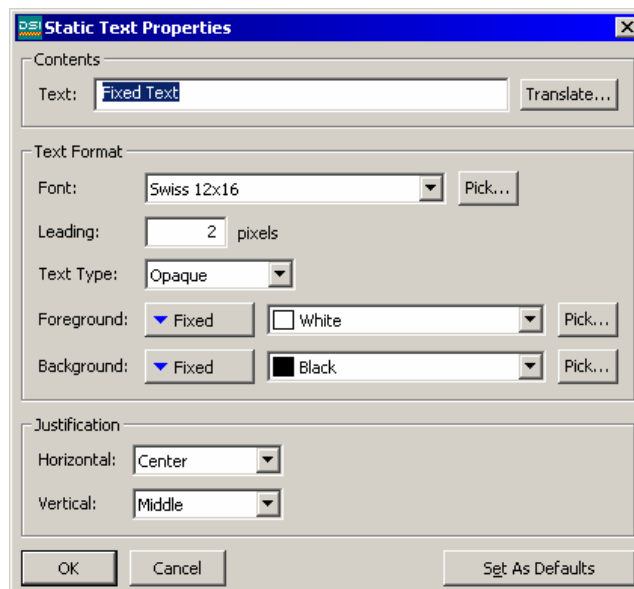 DSI Static Text Properties
Contents
Text: Fixed Text Translate...
Text Format
Font: Swiss 12x16 Pick...
Leading: 2 pixels
Text Type: Opaque
Foreground: Fixed White Pick...
Background: Fixed Black Pick...
Justification
Horizontal: Center
Vertical: Middle
OK Cancel Set As Defaults